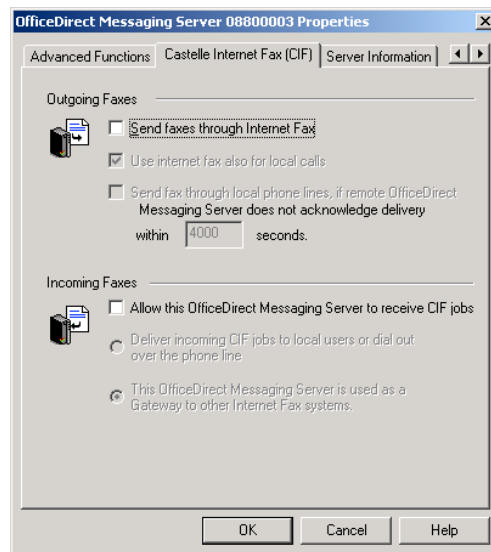 OfficeDirect Messaging Server 08800003 Properties
Advanced Functions Castelle Internet Fax (CIF) Server Information
Outgoing Faxes
Send faxes through Internet Fax
Use internet fax also for local calls
Send fax through local phone lines, if remote OfficeDirect
Messaging Server does not acknowledge delivery
within 4000 seconds.
Incoming Faxes
Allow this OfficeDirect Messaging Server to receive CIF jobs
Deliver incoming CIF jobs to local users or dial out
over the phone line
This OfficeDirect Messaging Server is used as a
Gateway to other Internet Fax systems.
OK Cancel Help